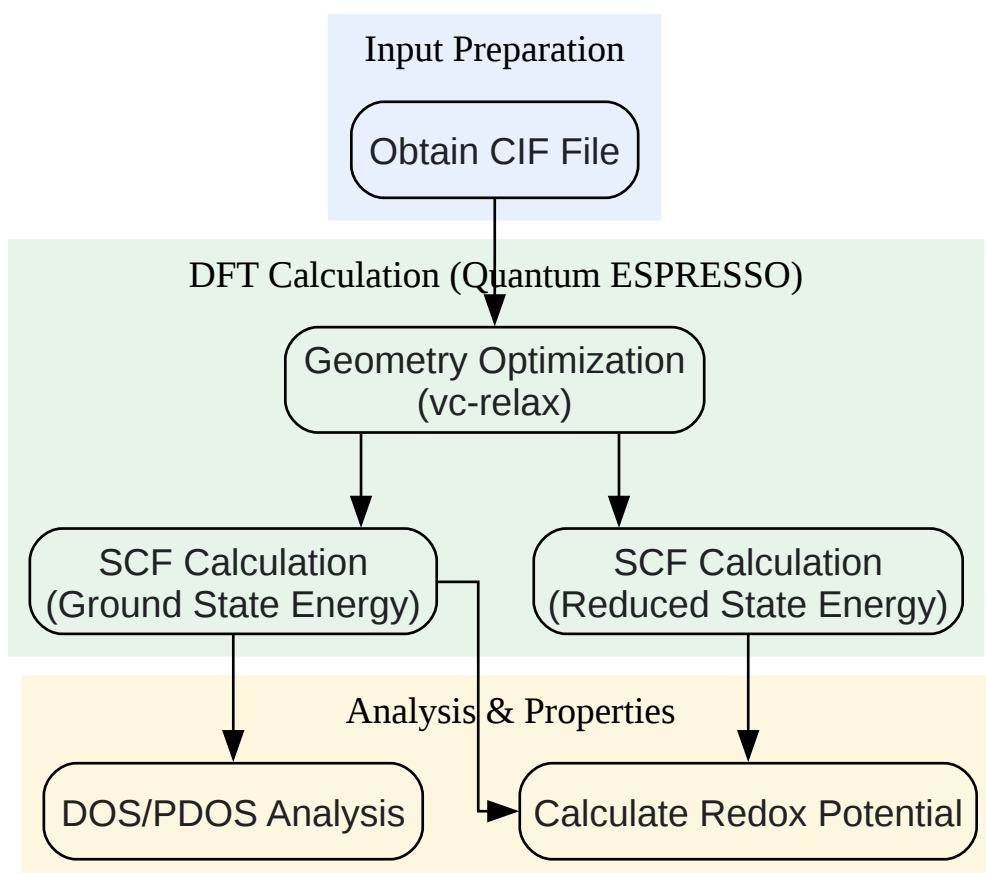 Input Preparation
Obtain CIF File
DFT Calculation (Quantum ESPRESSO)
Geometry Optimization
(vc-relax)
SCF Calculation
(Ground State Energy)
SCF Calculation
(Reduced State Energy)
Analysis & Properties
DOS/PDOS Analysis
Calculate Redox Potential